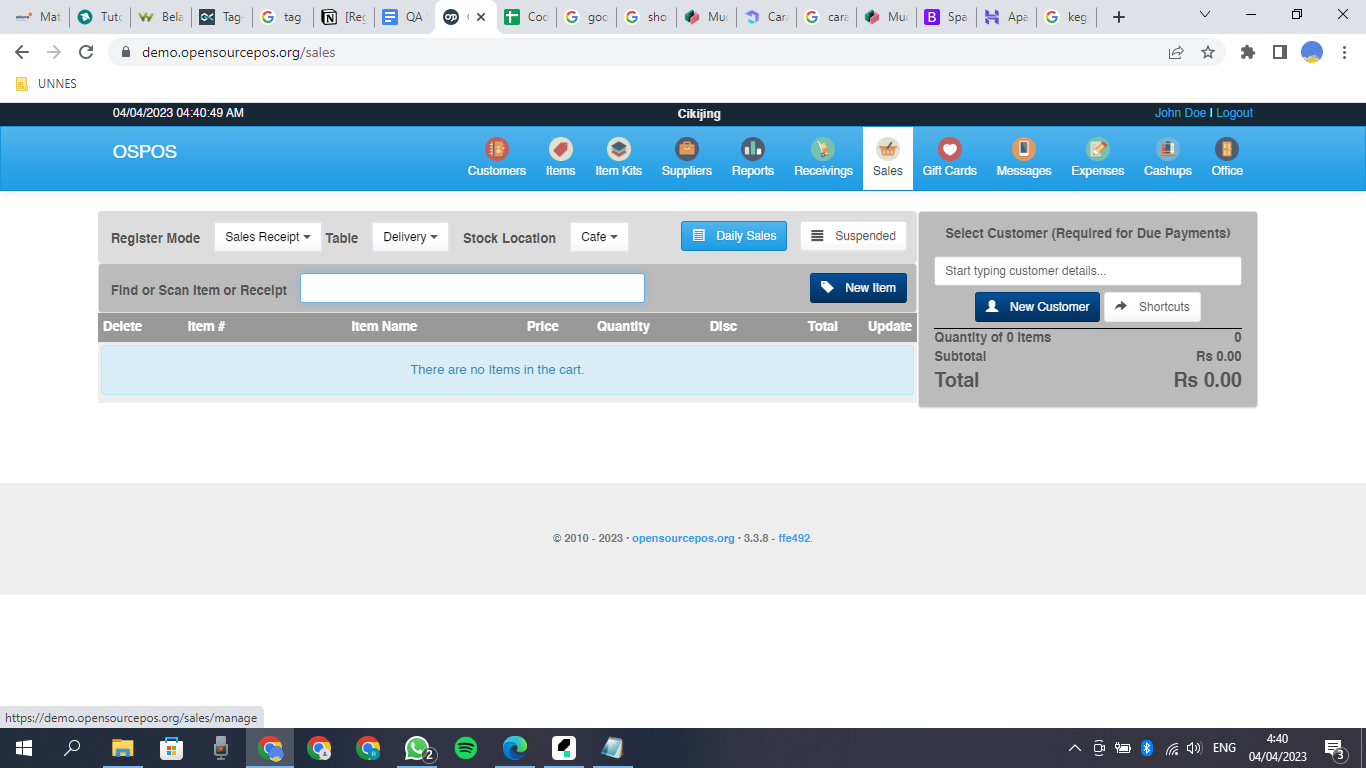 Mat
Tuto
Bela
Tag-
tag
[Req
QA
Cod
goo
sho
Muc
Cara
cara
Muc
Spa
Apa
keg
demo.opensourcepos.org/sales
UNNES
04/04/2023 04:40:49 AM
Cikijing
John Doe | Logout
OSPOS
Customers
Items
Item Kits
Suppliers
Reports
Receivings
Sales
Gift Cards
Messages
Expenses
Cashups
Office
Register Mode
Sales Receipt
Table
Delivery
Stock Location
Cafe
Daily Sales
Suspended
Find or Scan Item or Receipt
New Item
Delete Item # Item Name Price Quantity Disc Total Update
There are no Items in the cart.
Select Customer (Required for Due Payments)
Start typing customer details...
New Customer
Shortcuts
Quantity of 0 Items 0
Subtotal Rs 0.00
Total Rs 0.00
© 2010 - 2023 · opensourcepos.org · 3.3.8 - ffe492.
https://demo.opensourcepos.org/sales/manage
2
ENG
4:40
04/04/2023
3